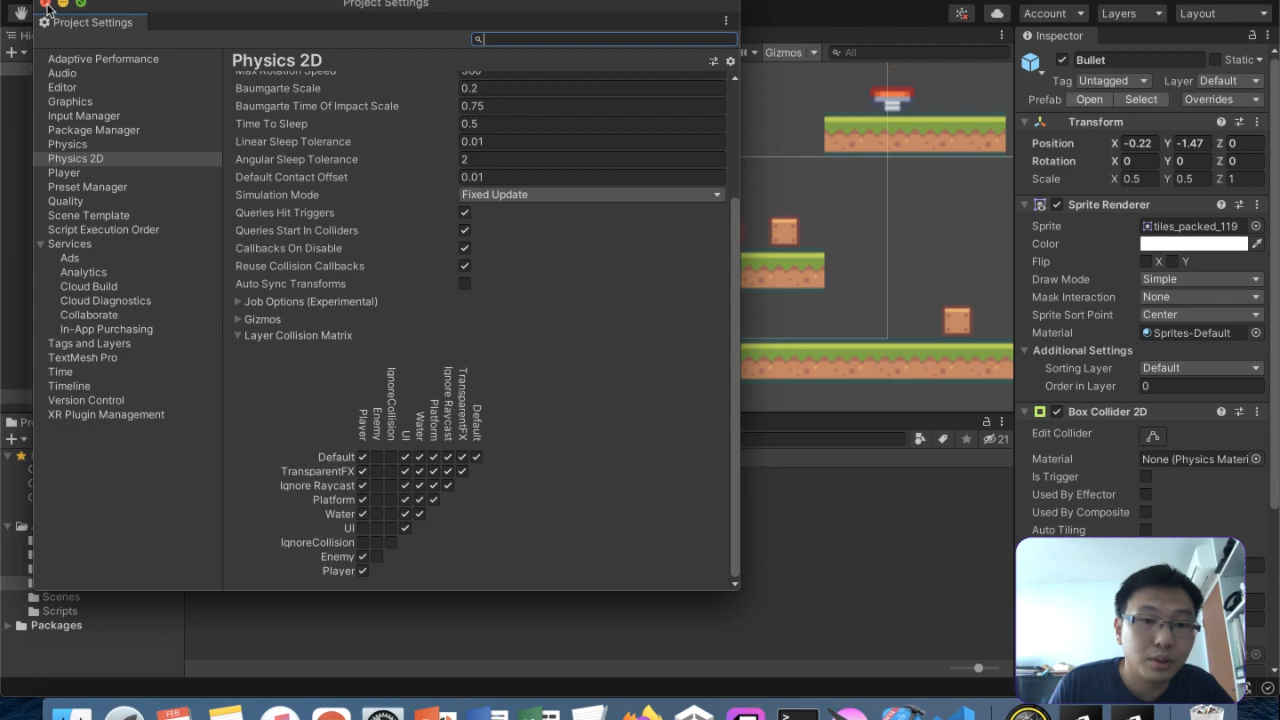 Project Settings
Project Settings
Account
Layers
Layout
Gizmos
All
Inspector
Adaptive Performance
Audio
Editor
Graphics
Input Manager
Package Manager
Physics
Physics 2D
Player
Preset Manager
Quality
Scene Template
Script Execution Order
Services
Ads
Analytics
Cloud Build
Cloud Diagnostics
Collaborate
In-App Purchasing
Tags and Layers
TextMesh Pro
Time
Timeline
Version Control
XR Plugin Management
Physics 2D
Max Rotation Speed 360
Baumgarte Scale 0.2
Baumgarte Time Of Impact Scale 0.75
Time To Sleep 0.5
Linear Sleep Tolerance 0.01
Angular Sleep Tolerance 2
Default Contact Offset 0.01
Simulation Mode Fixed Update
Queries Hit Triggers
Queries Start In Colliders
Callbacks On Disable
Reuse Collision Callbacks
Auto Sync Transforms
Job Options (Experimental)
Gizmos
Layer Collision Matrix
Player
Enemy
IgnoreCollision
UI
Water
Platform
Ignore Raycast
TransparentFX
Default
Default
TransparentFX
Ignore Raycast
Platform
Water
UI
IgnoreCollision
Enemy
Player
Scenes
Scripts
Packages
21
Bullet Static
Tag Untagged Layer Default
Prefab Open Select Overrides
Transform
Position X -0.22 Y -1.47 Z 0
Rotation X 0 Y 0 Z 0
Scale X 0.5 Y 0.5 Z 1
Sprite Renderer
Sprite tiles_packed_119
Color
Flip X Y
Draw Mode Simple
Mask Interaction None
Sprite Sort Point Center
Material Sprites-Default
Additional Settings
Sorting Layer Default
Order in Layer 0
Box Collider 2D
Edit Collider
Material None (Physics Materi
Is Trigger
Used By Effector
Used By Composite
Auto Tiling
FEB